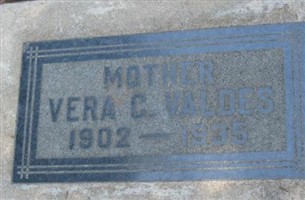 MOTHER
VERA C. VALDES
1902 —